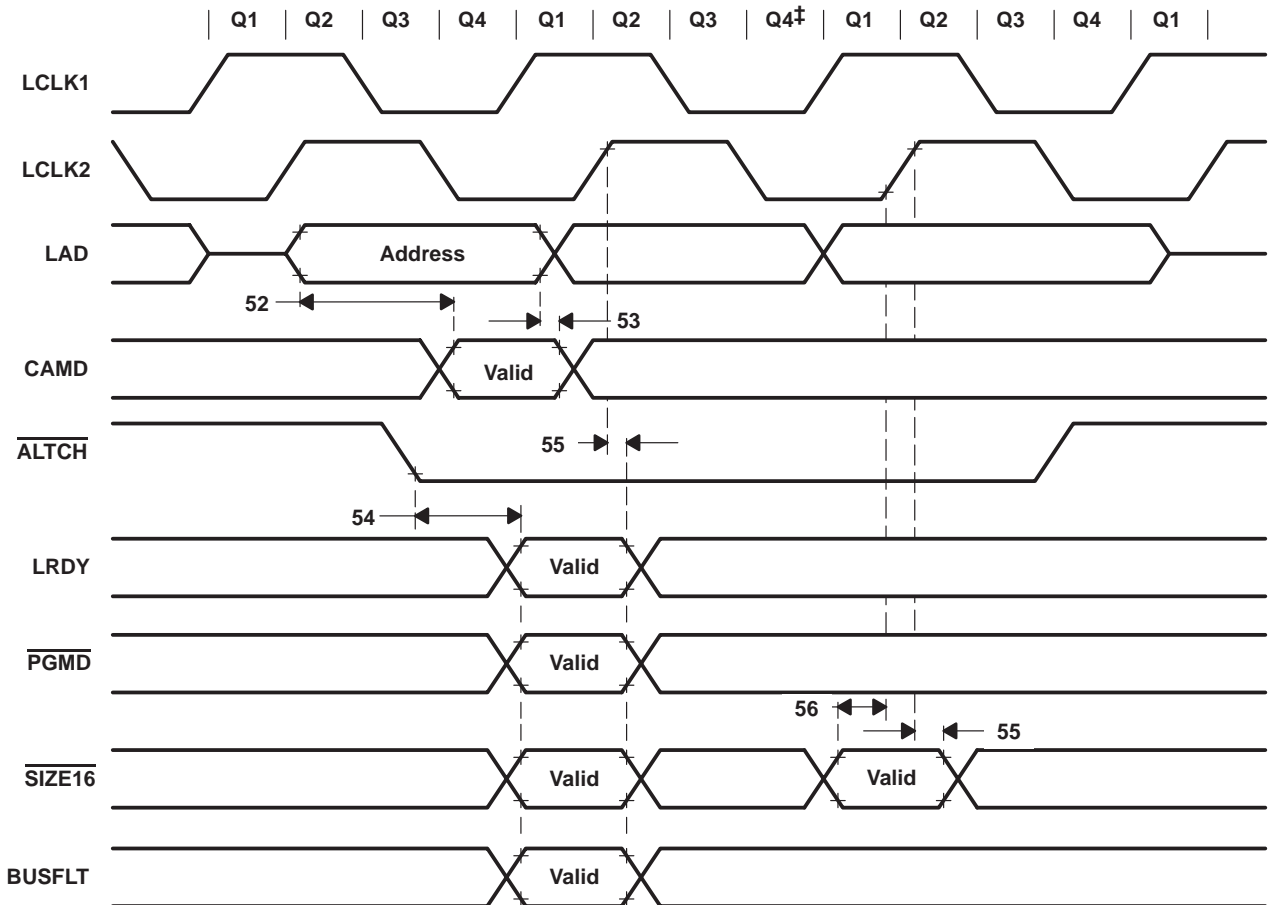 Q1 Q2 Q3 Q4 Q1 Q2 Q3 Q4‡ Q1 Q2 Q3 Q4 Q1
LCLK1
LCLK2
LAD Address
52 53
CAMD Valid
ALTCH 55
54
LRDY Valid
PGMD Valid
56
55
SIZE16 Valid Valid
BUSFLT Valid